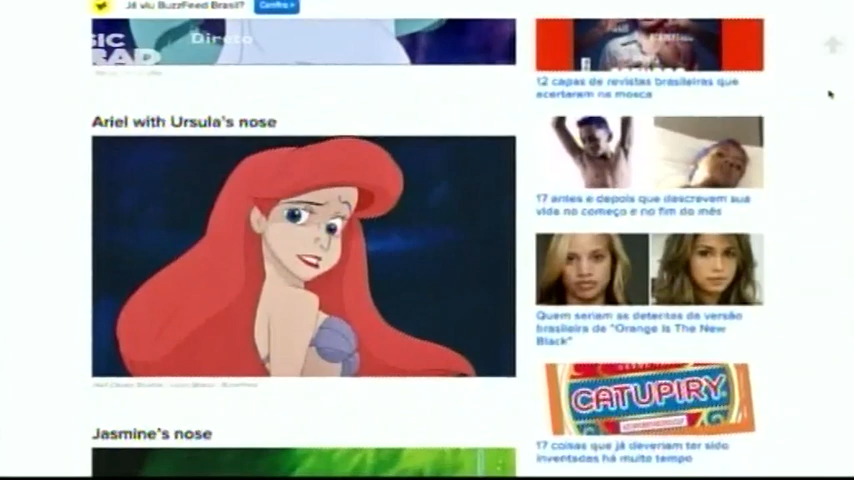 Já viu BuzzFeed Brasil?
Confira >
SIC
RAD
Direto
12 capas de revistas brasileiras que
acertaram na mosca
Ariel with Ursula's nose
17 antes e depois que descrevem sua
vida no começo e no fim do mês
Quem seriam as detentas da versão
brasileira de "Orange Is The New
Black"
CATUPIRY
Jasmine's nose
17 coisas que já deveriam ter sido
inventadas há muito tempo